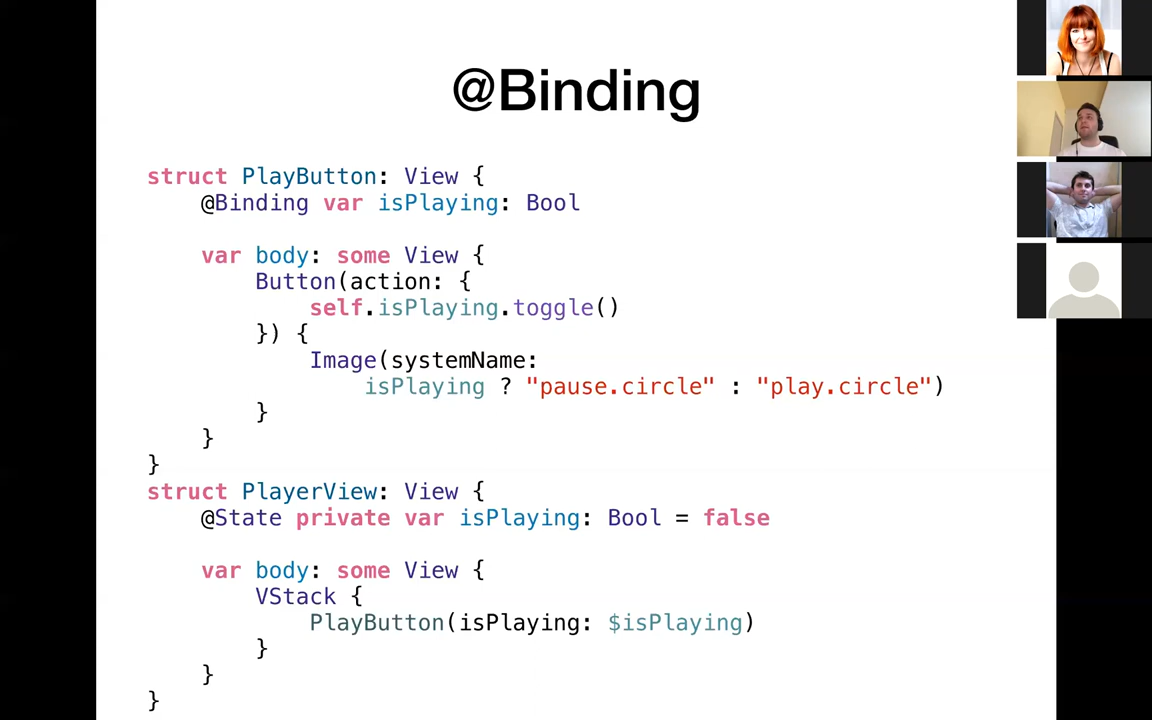 @Binding
struct PlayButton: View {
@Binding var isPlaying: Bool
var body: some View {
Button(action: {
self.isPlaying.toggle()
}) {
Image(systemName:
isPlaying ? "pause.circle" : "play.circle")
}
}
}
struct PlayerView: View {
@State private var isPlaying: Bool = false
var body: some View {
VStack {
PlayButton(isPlaying: $isPlaying)
}
}
}